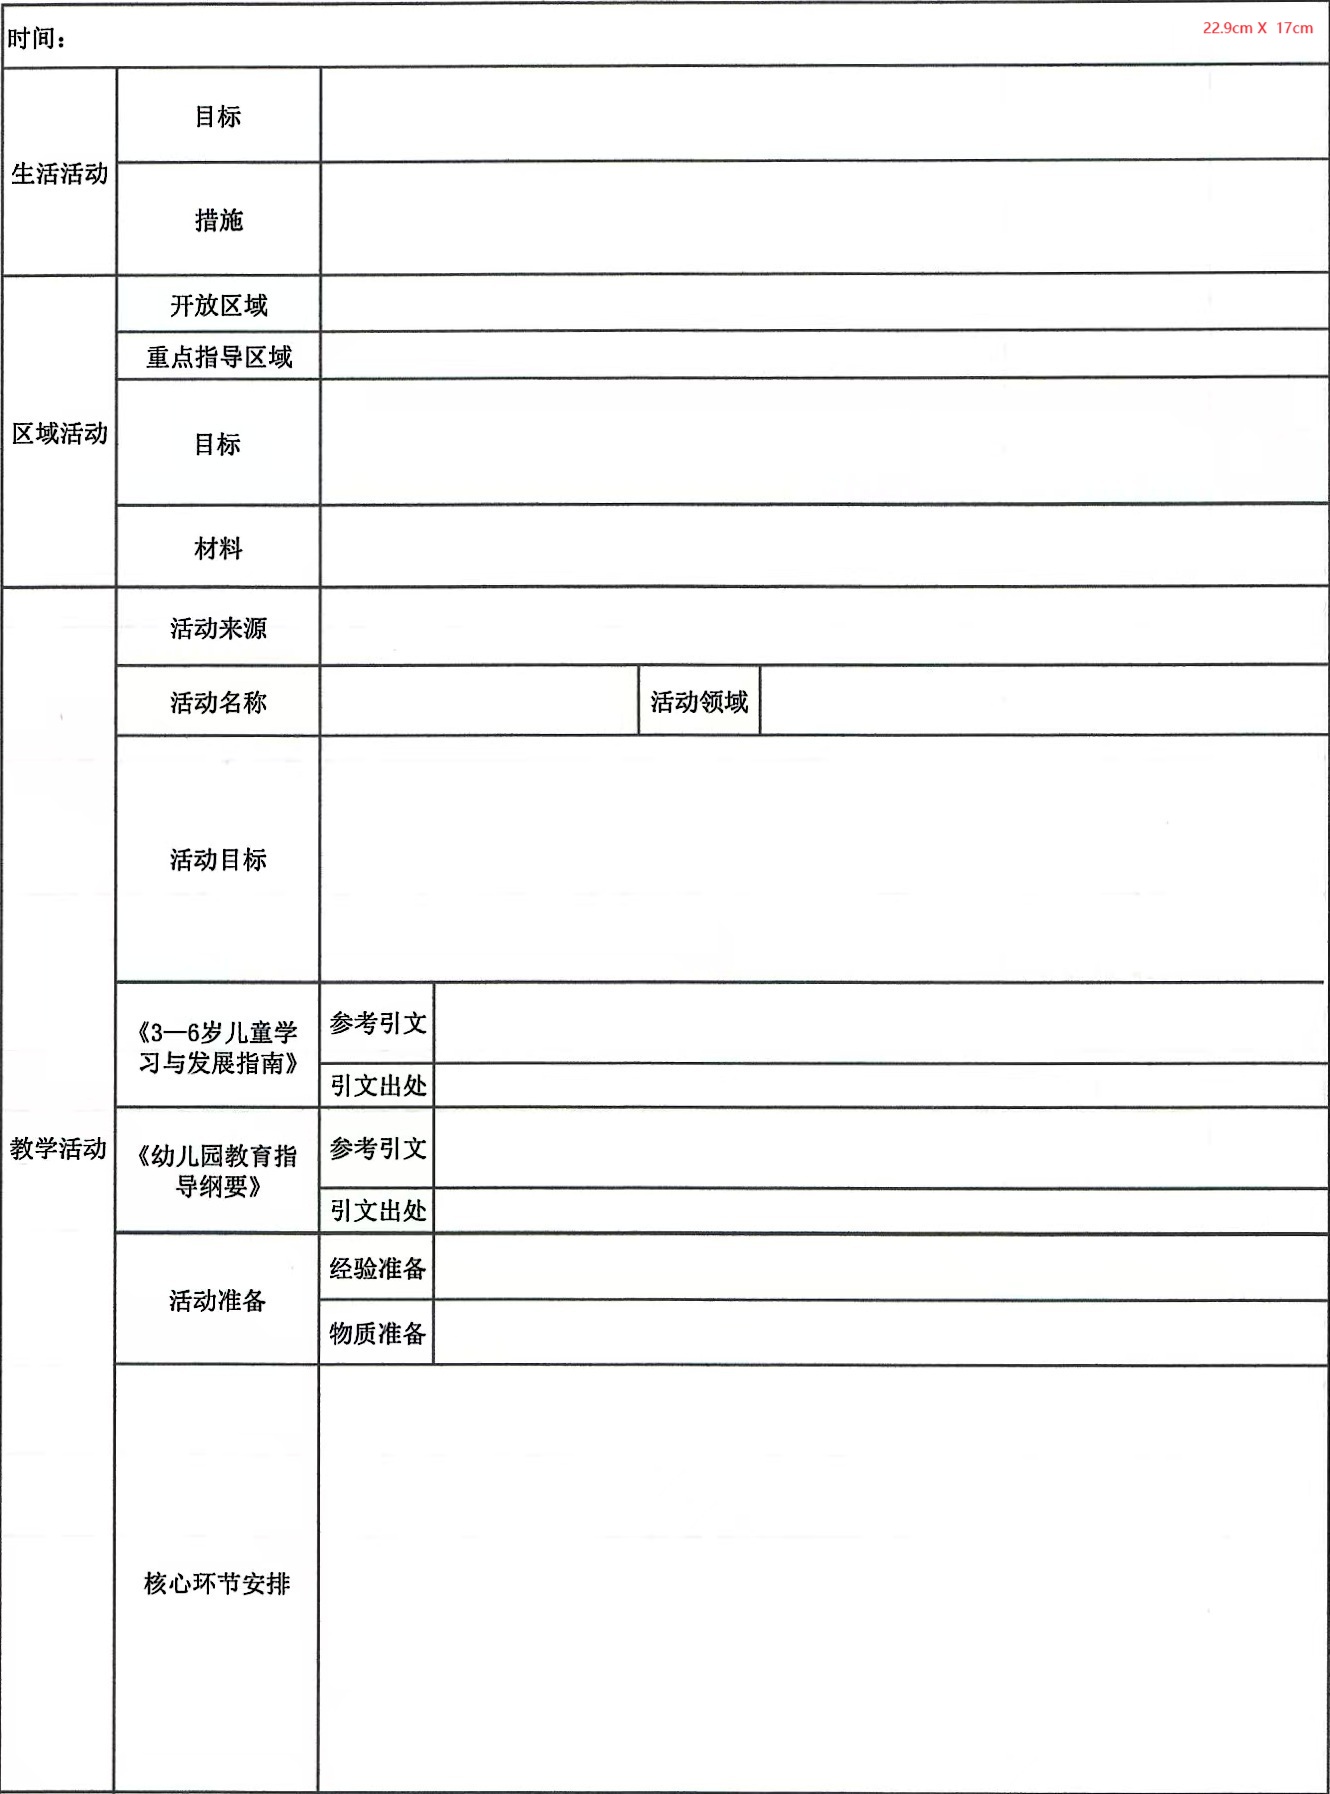 22.9cm X 17cm
时间：
生活活动
目标
措施
区域活动
开放区域
重点指导区域
目标
材料
教学活动
活动来源
活动名称
活动领域
活动目标
《3—6岁儿童学
习与发展指南》
参考引文
引文出处
《幼儿园教育指
导纲要》
参考引文
引文出处
活动准备
经验准备
物质准备
核心环节安排